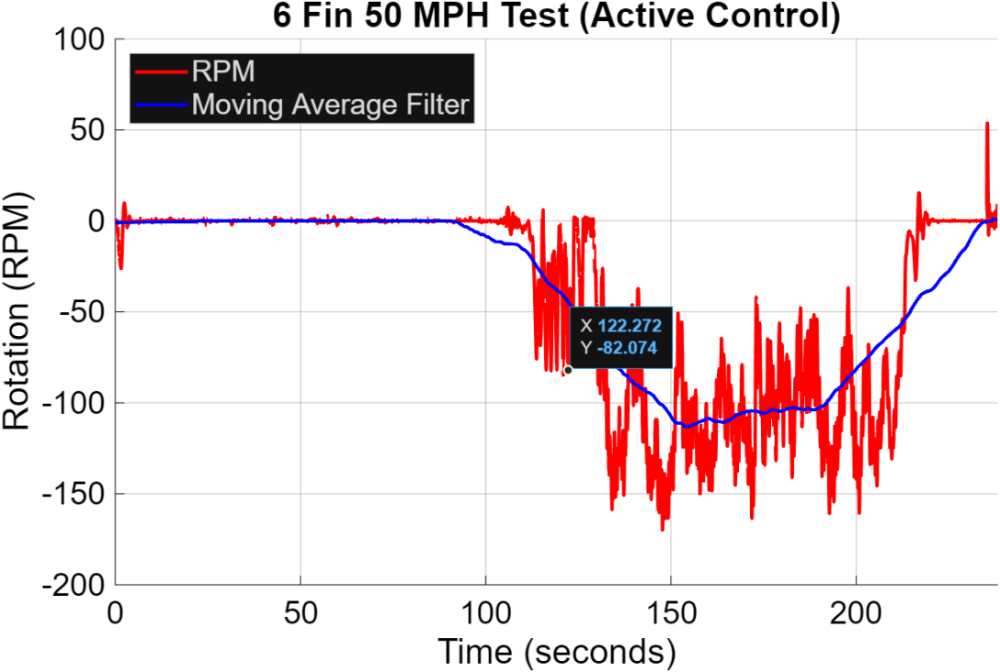 6 Fin 50 MPH Test (Active Control)
100
50
0
-50
-100
-150
-200
Rotation (RPM)
RPM
Moving Average Filter
X 122.272
Y -82.074
0 50 100 150 200
Time (seconds)